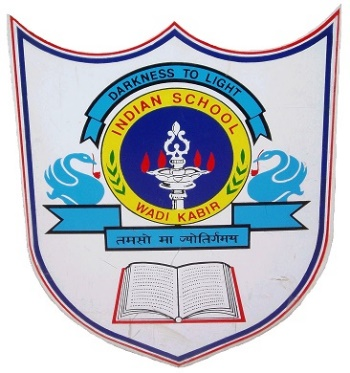 DARKNESS TO LIGHT
INDIAN SCHOOL
WADI KABIR
तमसो मा ज्योतिर्गमय